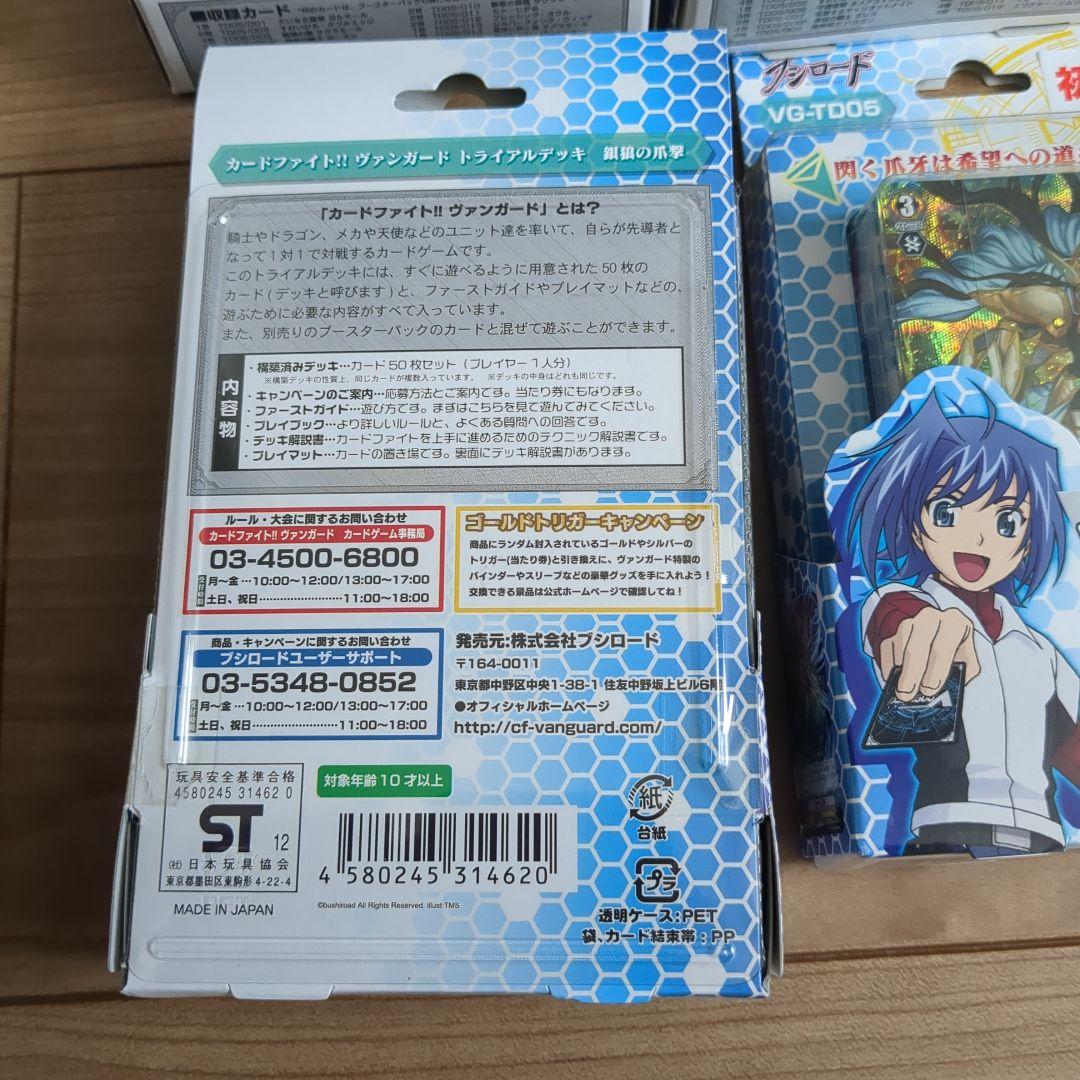 ■収録カード
TD05/001
ブシロード
VG-TD05
閃く爪牙は希望への道
3
グレード
カードファイト!! ヴァンガード トライアルデッキ 銀狼の爪撃
「カードファイト!! ヴァンガード」とは?
騎士やドラゴン、メカや天使などのユニット達を率いて、自らが先導者と
なって1対1で対戦するカードゲームです。
このトライアルデッキには、すぐに遊べるように用意された50枚の
カード(デッキと呼びます)と、ファーストガイドやプレイマットなどの、
遊ぶために必要な内容がすべて入っています。
また、別売りのブースターパックのカードと混ぜて遊ぶことができます。
内容物
・構築済みデッキ…カード50枚セット(プレイヤー1人分)
※構築デッキの性質上、同じカードが複数入っています。 ※デッキの中身はどれも同じです。
・キャンペーンのご案内…応募方法とご案内です。当たり券にもなります。
・ファーストガイド…遊び方です。まずはこちらを見て遊んでみてください。
・プレイブック…より詳しいルールと、よくある質問への回答です。
・デッキ解説書…カードファイトを上手に進めるためのテクニック解説書です。
・プレイマット…カードの置き場です。裏面にデッキ解説書があります。
ルール・大会に関するお問い合わせ
カードファイト!! ヴァンガード カードゲーム事務局
03-4500-6800
受付時間
月〜金…10:00〜12:00/13:00〜17:00
土日、祝日……………………11:00〜18:00
ゴールドトリガーキャンペーン
商品にランダム封入されているゴールドやシルバーの
トリガー(当たり券)と引き換えに、ヴァンガード特製の
バインダーやスリーブなどの豪華グッズを手に入れよう!
交換できる景品は公式ホームページで確認してね!
商品・キャンペーンに関するお問い合わせ
ブシロードユーザーサポート
03-5348-0852
受付時間
月〜金…10:00〜12:00/13:00〜17:00
土日、祝日……………………11:00〜18:00
発売元:株式会社ブシロード
〒164-0011
東京都中野区中央1-38-1 住友中野坂上ビル6階
●オフィシャルホームページ
http://cf-vanguard.com/
玩具安全基準合格
4580245 31462 0
ST 12
(社)日本玩具協会
東京都墨田区東駒形4-22-4
MADE IN JAPAN
対象年齢10才以上
4 580245 314620
©bushiroad All Rights Reserved. illust:TMS
紙
台紙
プラ
透明ケース:PET
袋、カード結束帯:PP